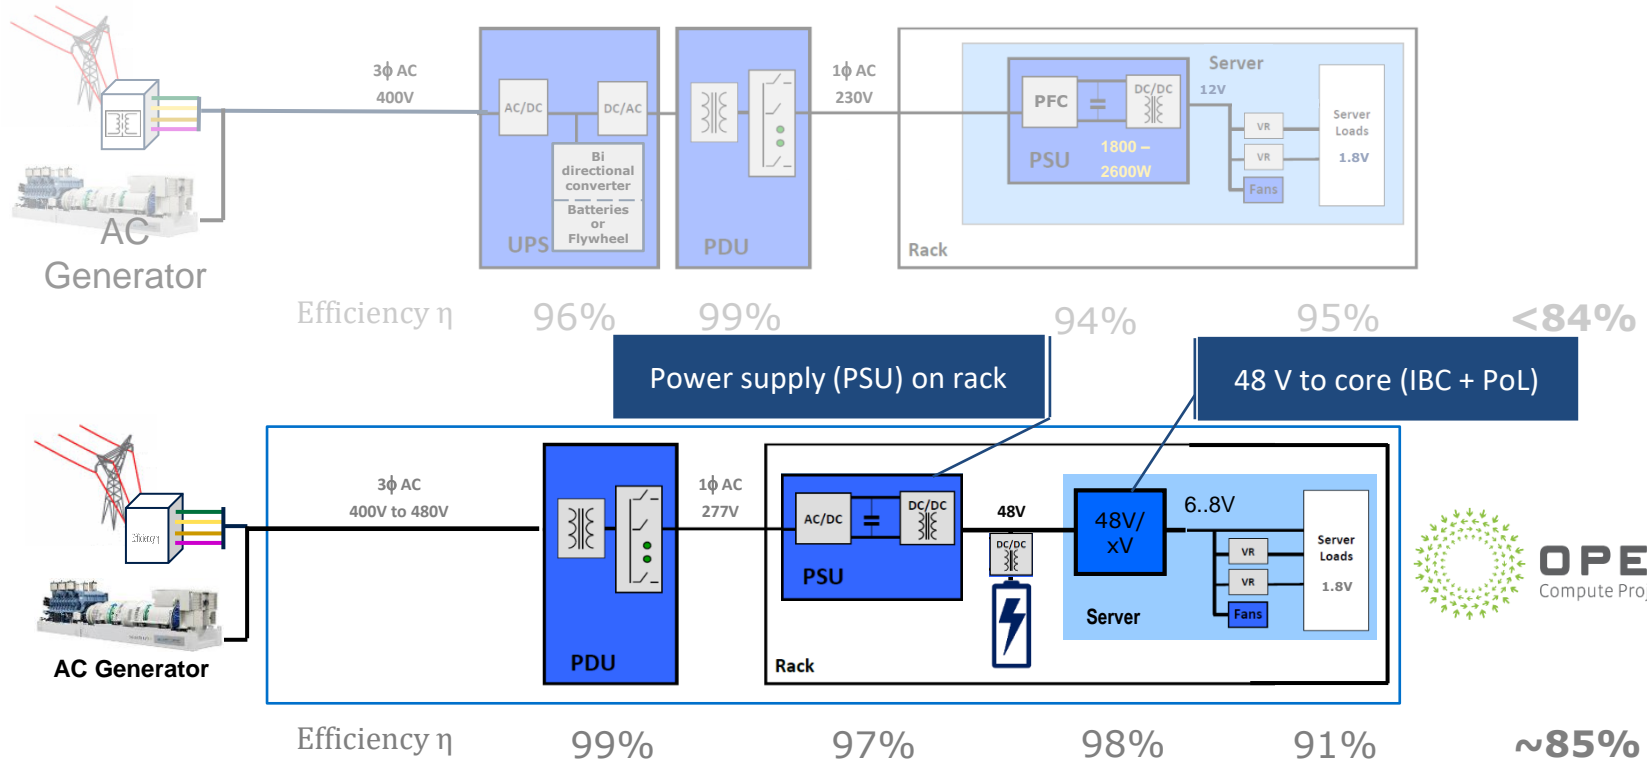 3ϕ AC
400V
AC/DC
DC/AC
Bi
directional
converter
Batteries
or
Flywheel
UPS
PDU
1ϕ AC
230V
Server
PFC
DC/DC
12V
PSU
1800 –
2600W
VR
VR
Fans
Server
Loads
1.8V
Rack
AC
Generator
Efficiency η
96%
99%
94%
95%
<84%
Power supply (PSU) on rack
48 V to core (IBC + PoL)
3ϕ AC
400V to 480V
1ϕ AC
277V
AC/DC
DC/DC
PSU
48V
DC/DC
48V/
xV
6..8V
VR
VR
Fans
Server
Loads
1.8V
Server
PDU
Rack
AC Generator
OPE
Compute Proj
Efficiency η
99%
97%
98%
91%
~85%